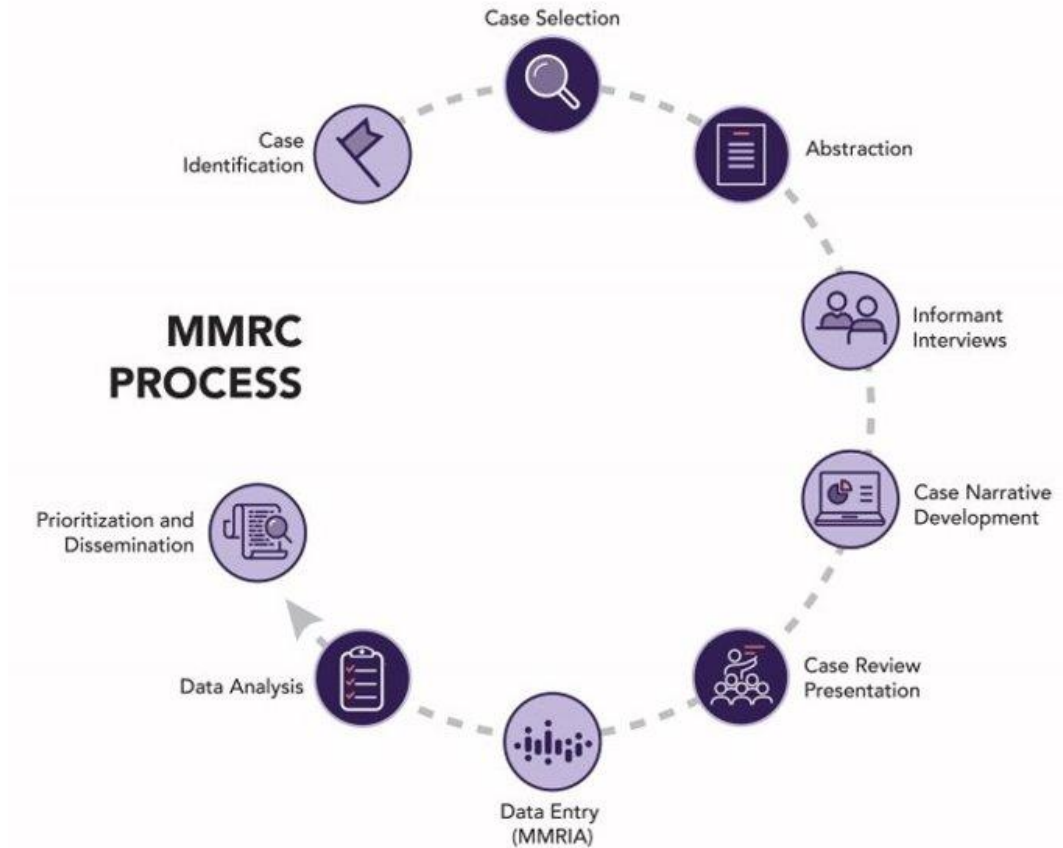 Case Selection
Case
Identification
Abstraction
Informant
Interviews
MMRC
PROCESS
Case Narrative
Development
Prioritization and
Dissemination
Case Review
Presentation
Data Analysis
Data Entry
(MMRIA)